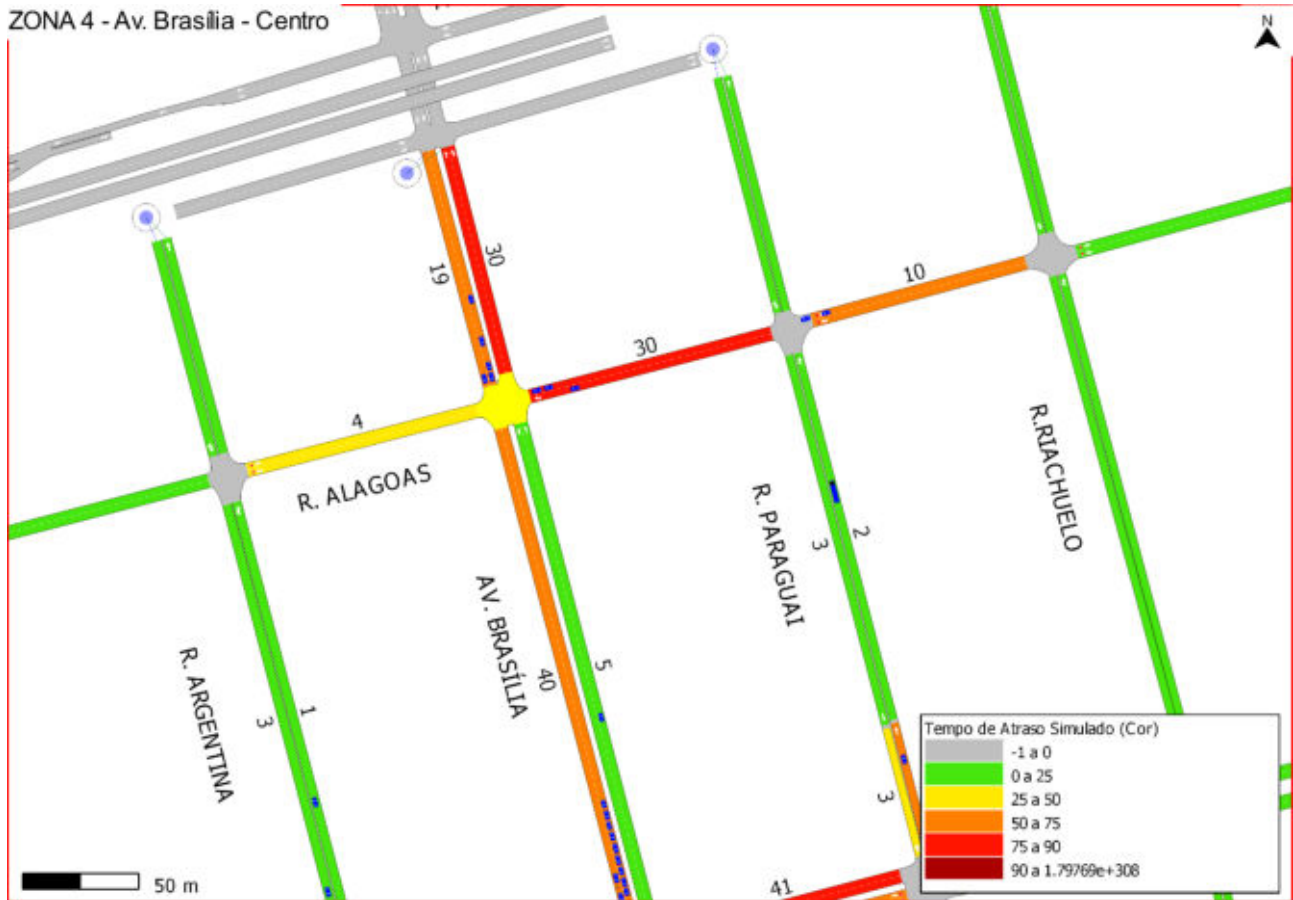 ZONA 4 - Av. Brasília - Centro
N
19
30
10
30
4
R. ALAGOAS
R.RIACHUELO
R. PARAGUAI
2
3
AV. BRASÍLIA
40
5
R. ARGENTINA
1
3
3
41
50 m
Tempo de Atraso Simulado (Cor)
-1 a 0
0 a 25
25 a 50
50 a 75
75 a 90
90 a 1.79769e+308